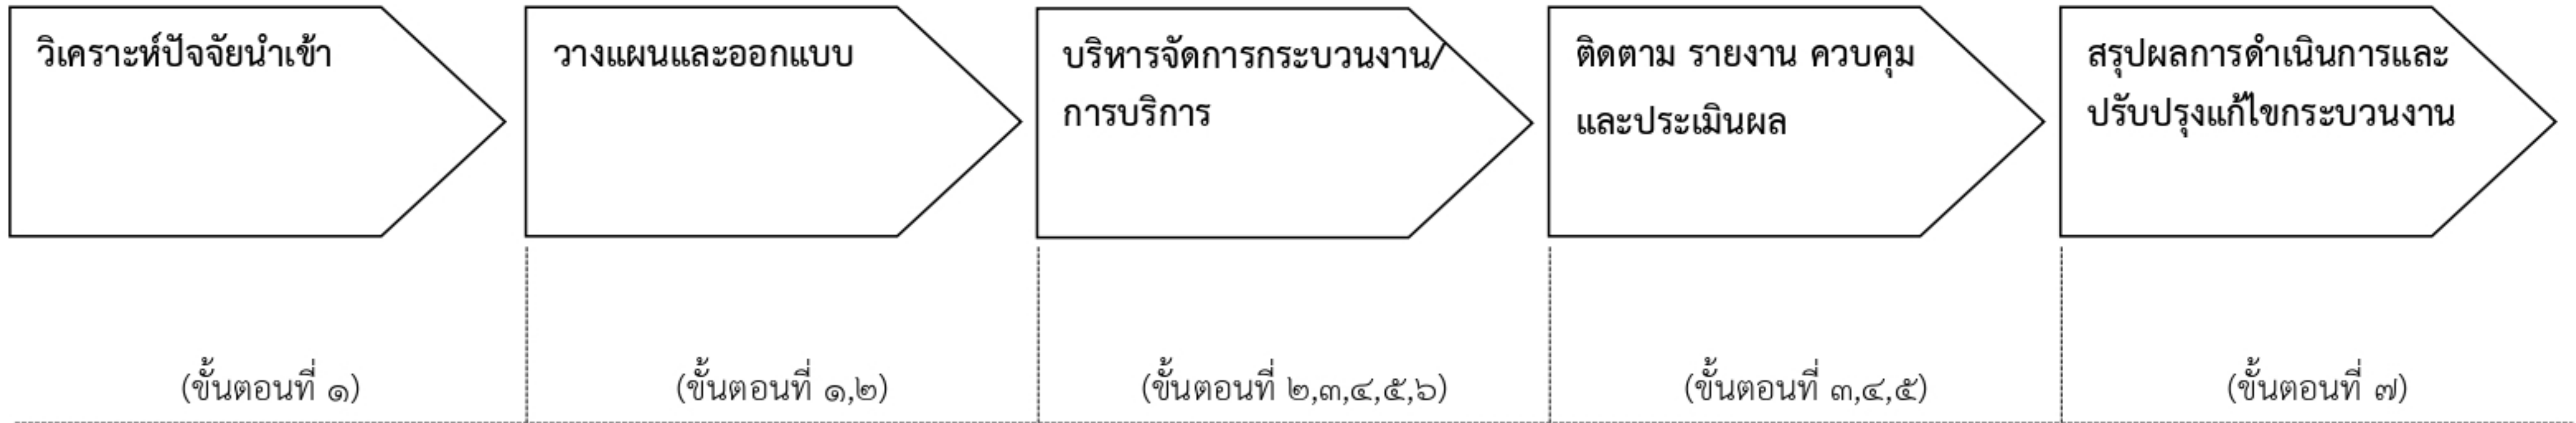 วิเคราะห์ปัจจัยนำเข้า
วางแผนและออกแบบ
บริหารจัดการกระบวนงาน/
การบริการ
ติดตาม รายงาน ควบคุม
และประเมินผล
สรุปผลการดำเนินการและ
ปรับปรุงแก้ไขกระบวนงาน
(ขั้นตอนที่ ๑)
(ขั้นตอนที่ ๑,๒)
(ขั้นตอนที่ ๒,๓,๔,๕,๖)
(ขั้นตอนที่ ๓,๔,๕)
(ขั้นตอนที่ ๗)